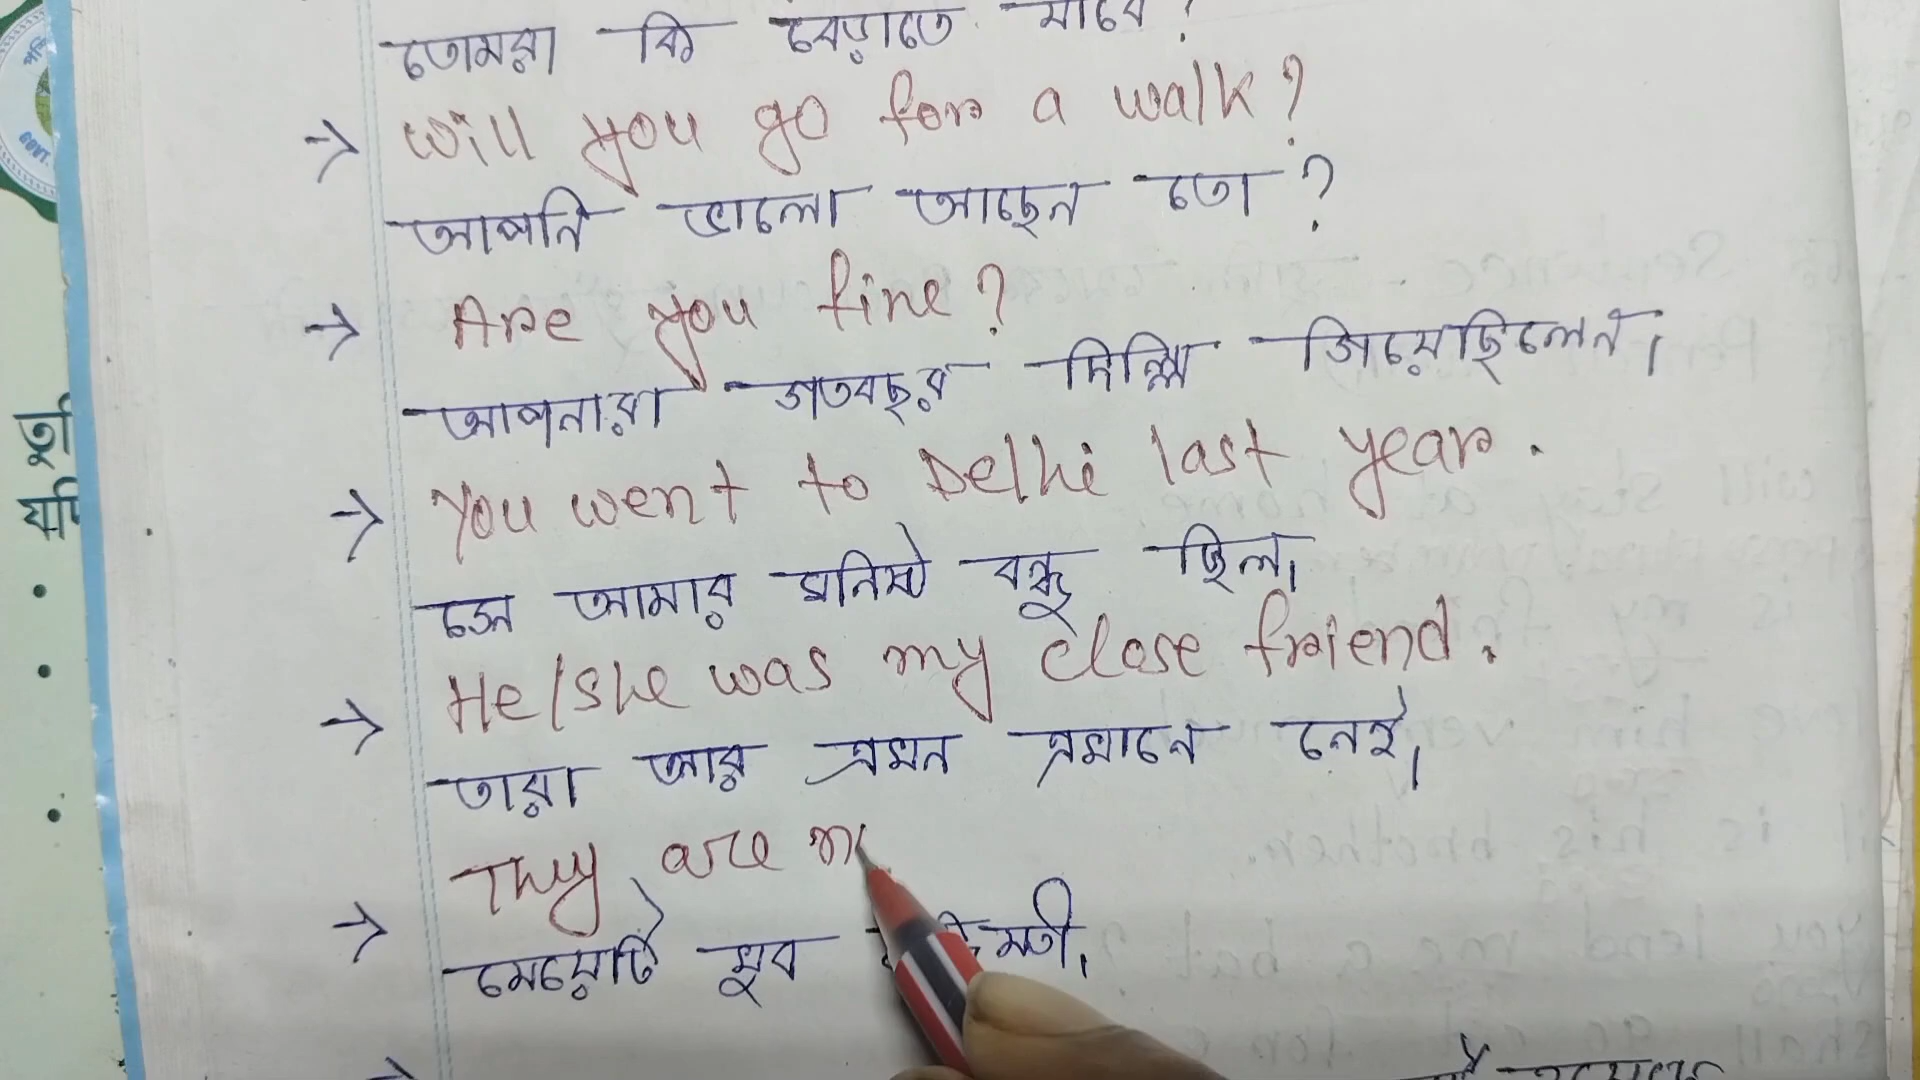 তোমরা কি বেড়াতে যাবে?
→ Will you go for a walk?
আপনি ভালো আছেন তো?
→ Are you fine?
আপনারা গতবছর দিল্লি গিয়েছিলেন।
→ You went to Delhi last year.
সে আমার ঘনিষ্ঠ বন্ধু ছিল।
→ He/She was my close friend.
তারা আর এখন এখানে নেই।
They are n
→ মেয়েটি খুব
GOVT.